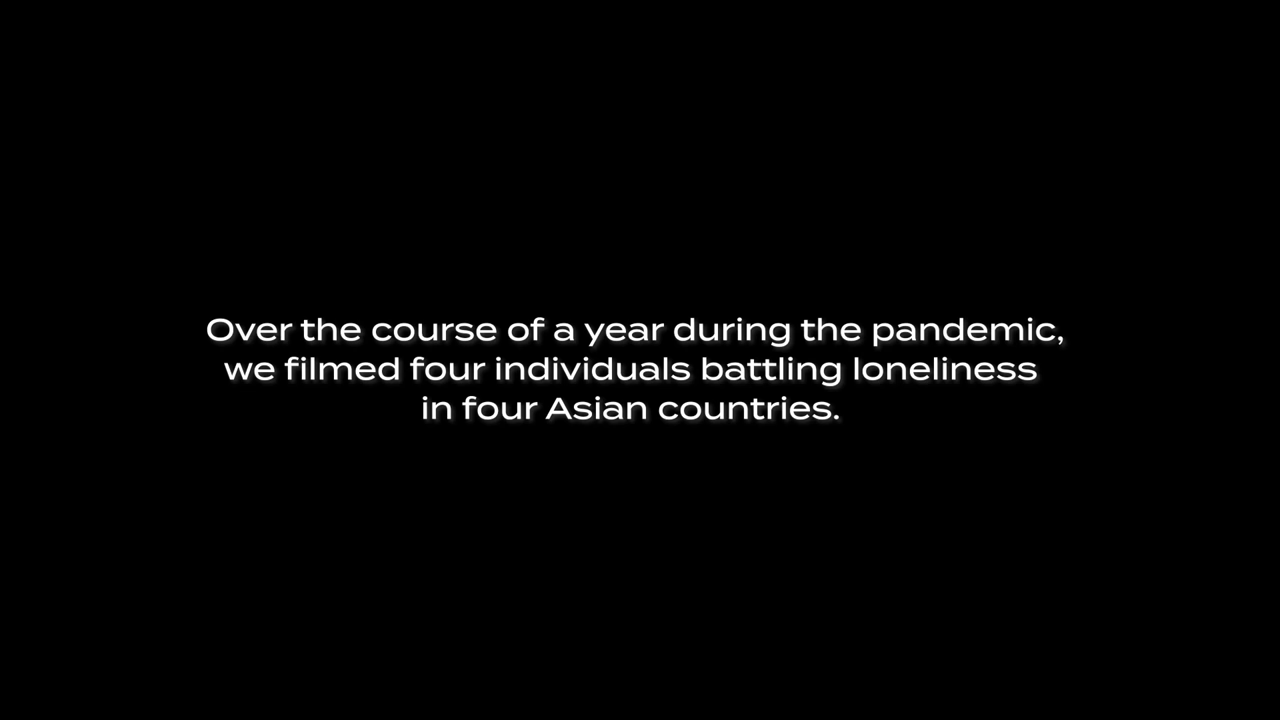 Over the course of a year during the pandemic,
we filmed four individuals battling loneliness
in four Asian countries.